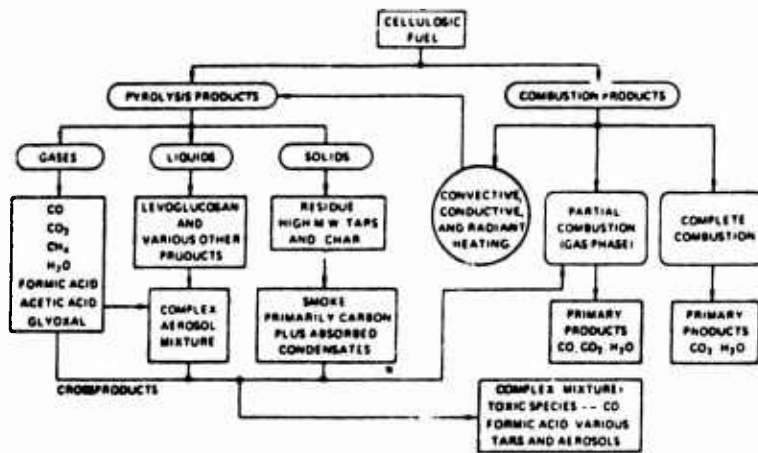 CELLULOSIC
FUEL
PYROLYSIS PRODUCTS
COMBUSTION PRODUCTS
GASES
LIQUIDS
SOLIDS
CO
CO2
CH4
H2O
FORMIC ACID
ACETIC ACID
GLYOXAL
LEVOGLUCOSAN
AND
VARIOUS OTHER
PRUDUCTS
RESIDUE
HIGH M W TAPS
AND CHAR
CONVECTIVE,
CONDUCTIVE,
AND RADIANT
HEATING
PARTIAL
COMBUSTION
(GAS PHASE)
COMPLETE
COMBUSTION
COMPLEX
AEROSOL
MIXTURE
SMOKE
PRIMARILY CARBON
PLUS ABSORBED
CONDENSATES
PRIMARY
PRODUCTS
CO, CO2 H2O
PRIMARY
PRODUCTS
CO2 H2O
CROSSPRODUCTS
COMPLEX MIXTURE:
TOXIC SPECIES -- CO
FORMIC ACID VARIOUS
TARS AND AEROSOLS